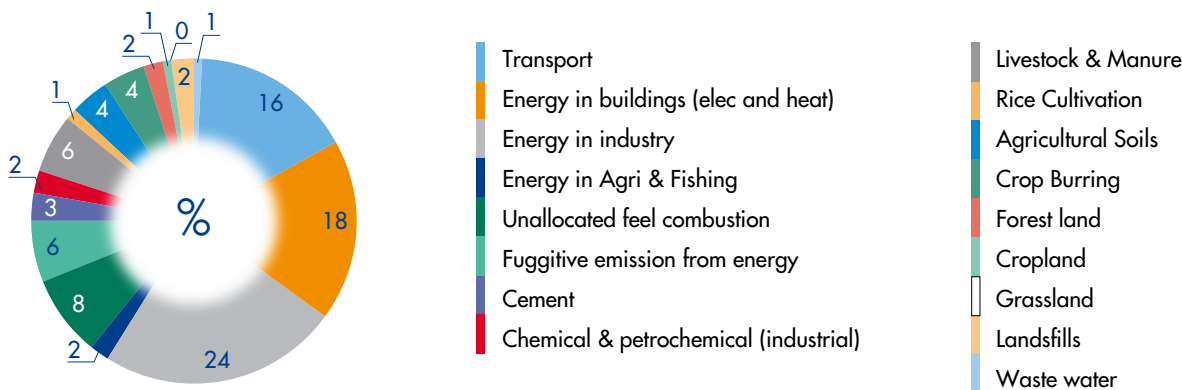 1
0
1
2
2
4
16
1
4
6
2
3
%
18
6
8
2
24
Transport
Energy in buildings (elec and heat)
Energy in industry
Energy in Agri & Fishing
Unallocated feel combustion
Fuggitive emission from energy
Cement
Chemical & petrochemical (industrial)
Livestock & Manure
Rice Cultivation
Agricultural Soils
Crop Burring
Forest land
Cropland
Grassland
Landsfills
Waste water